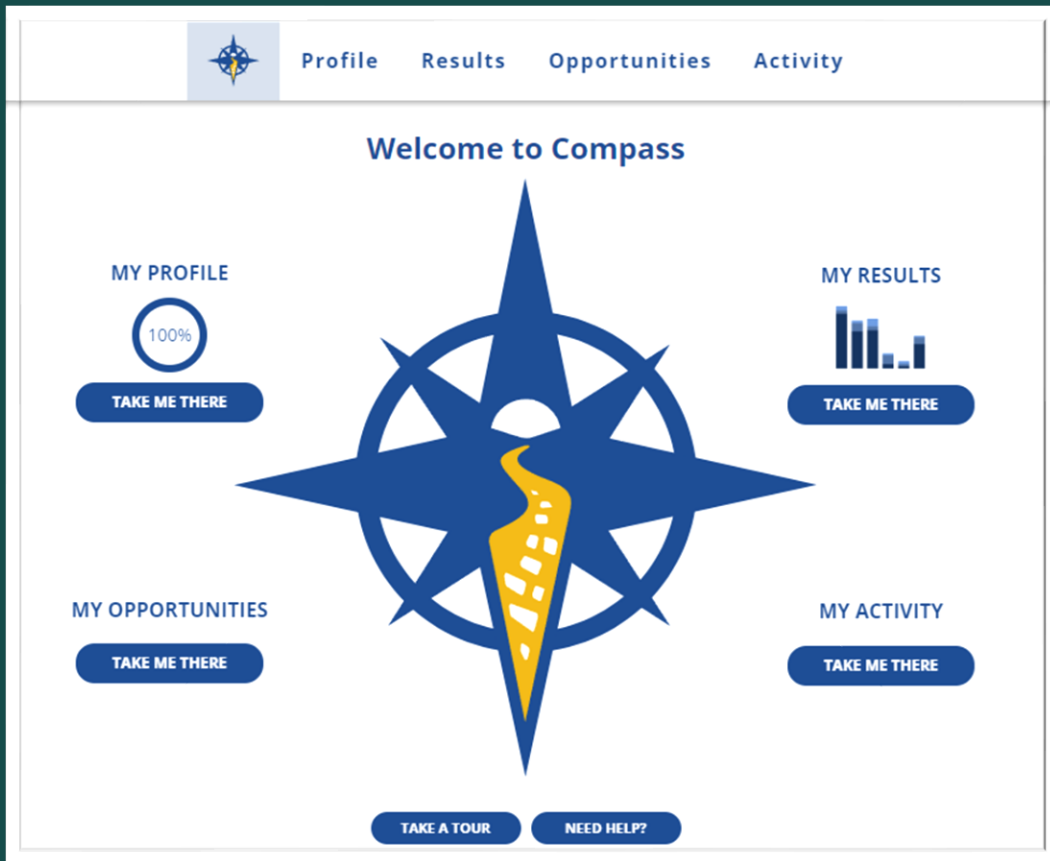 Profile Results Opportunities Activity
Welcome to Compass
MY PROFILE
100%
TAKE ME THERE
MY RESULTS
TAKE ME THERE
MY OPPORTUNITIES
TAKE ME THERE
MY ACTIVITY
TAKE ME THERE
TAKE A TOUR
NEED HELP?